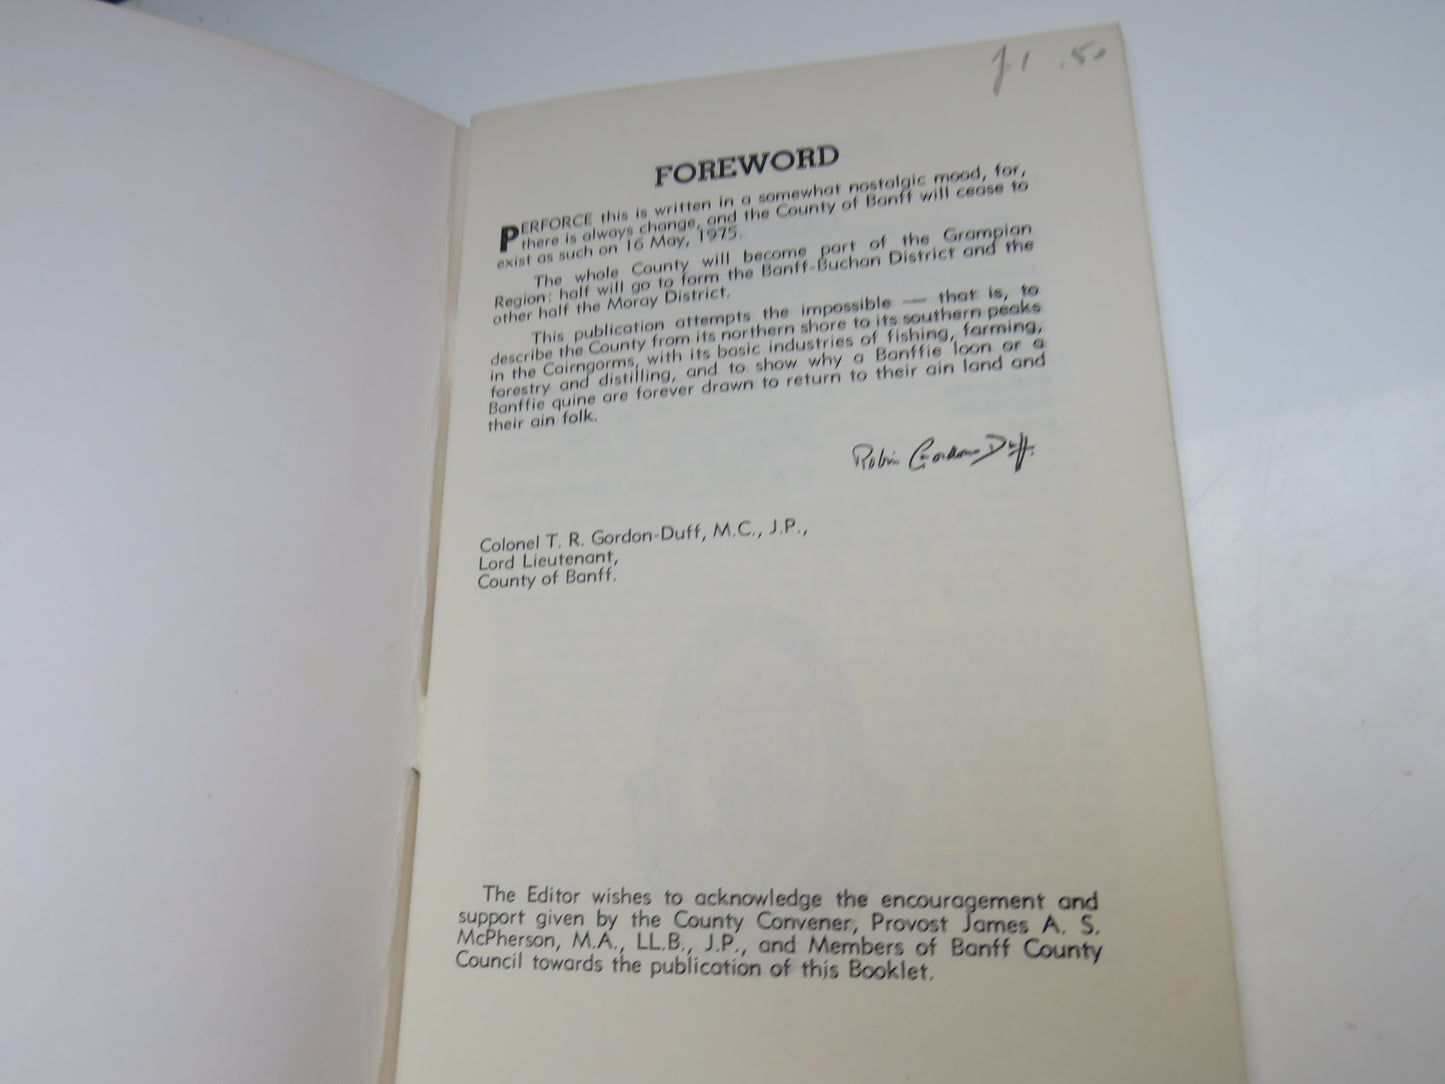 £1 .50
FOREWORD
PERFORCE this is written in a somewhat nostalgic mood, for,
there is always change, and the County of Banff will cease to
exist as such on 16 May, 1975.
The whole County will become part of the Grampian
Region: half will go to form the Banff-Buchan District and the
other half the Moray District.
This publication attempts the impossible — that is, to
describe the County from its northern shore to its southern peaks
in the Cairngorms, with its basic industries of fishing, farming,
forestry and distilling, and to show why a Banffie loon or a
Banffie quine are forever drawn to return to their ain land and
their ain folk.
Robin Gordon-Duff.
Colonel T. R. Gordon-Duff, M.C., J.P.,
Lord Lieutenant,
County of Banff.
The Editor wishes to acknowledge the encouragement and
support given by the County Convener, Provost James A. S.
McPherson, M.A., LL.B., J.P., and Members of Banff County
Council towards the publication of this Booklet.